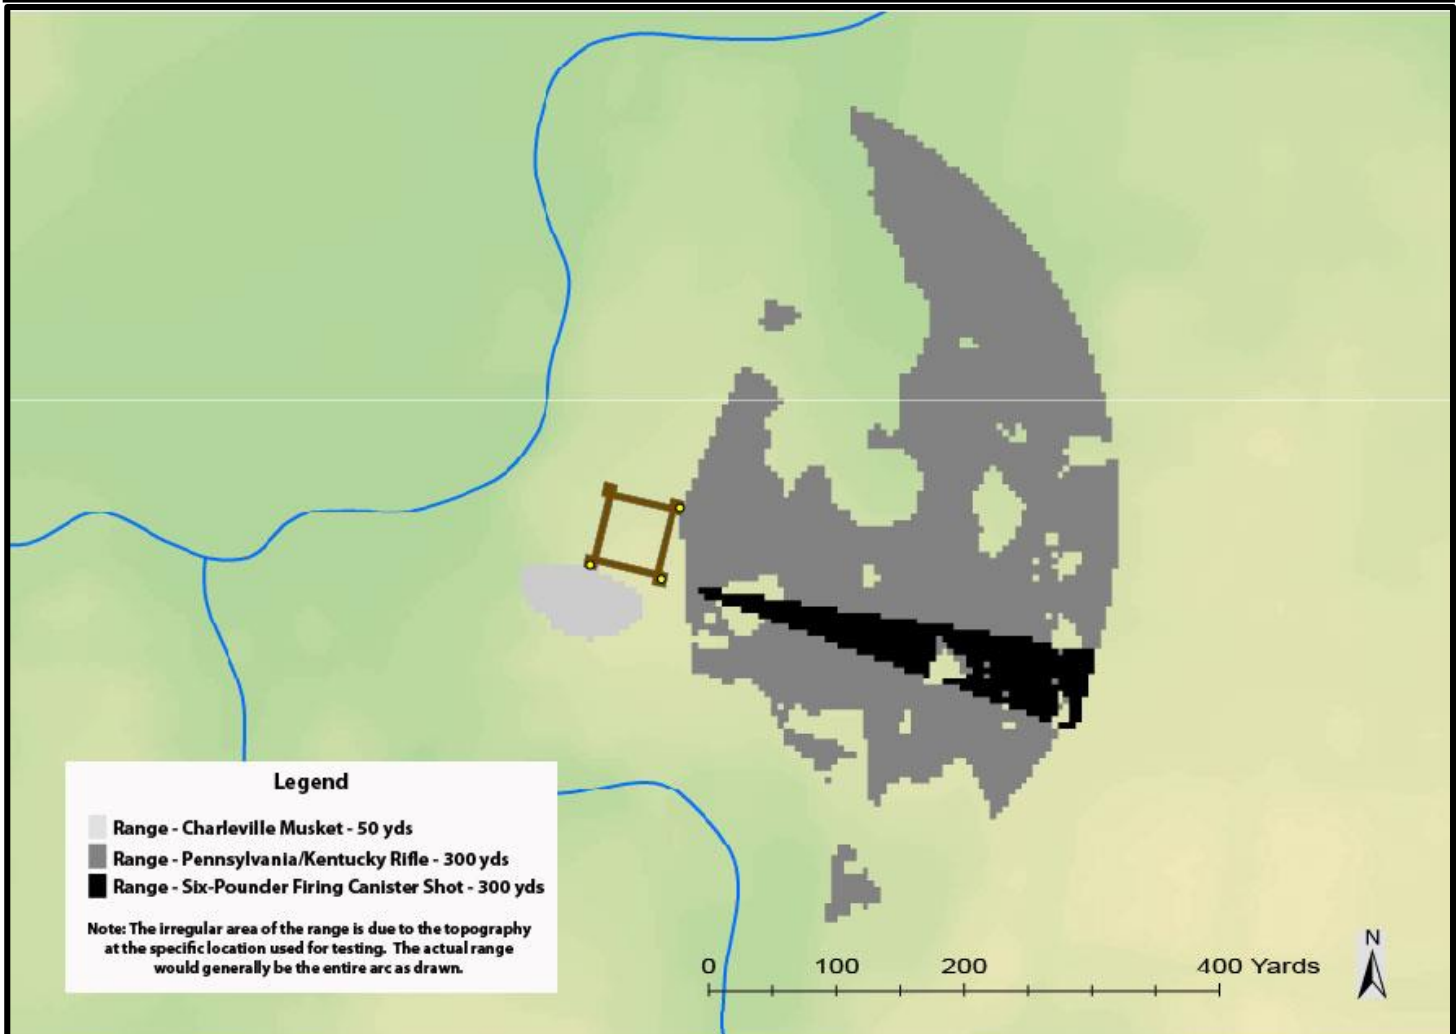 Legend
Range - Charleville Musket - 50 yds
Range - Pennsylvania/Kentucky Rifle - 300 yds
Range - Six-Pounder Firing Canister Shot - 300 yds
Note: The irregular area of the range is due to the topography
at the specific location used for testing. The actual range
would generally be the entire arc as drawn.
0 100 200 400 Yards
N